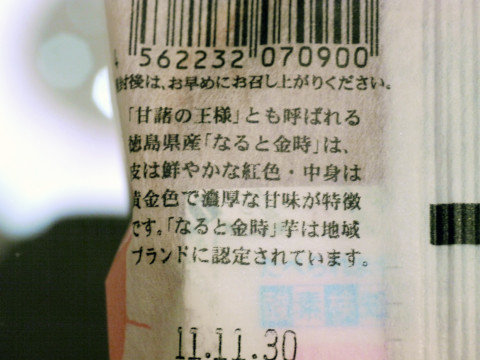 4 562232 070900
封後は、お早めにお召し上がりください。
「甘藷の王様」とも呼ばれる
徳島県産「なると金時」は、
皮は鮮やかな紅色・中身は
黄金色で濃厚な甘味が特徴
です。「なると金時」芋は地域
ブランドに認定されています。
11.11.30